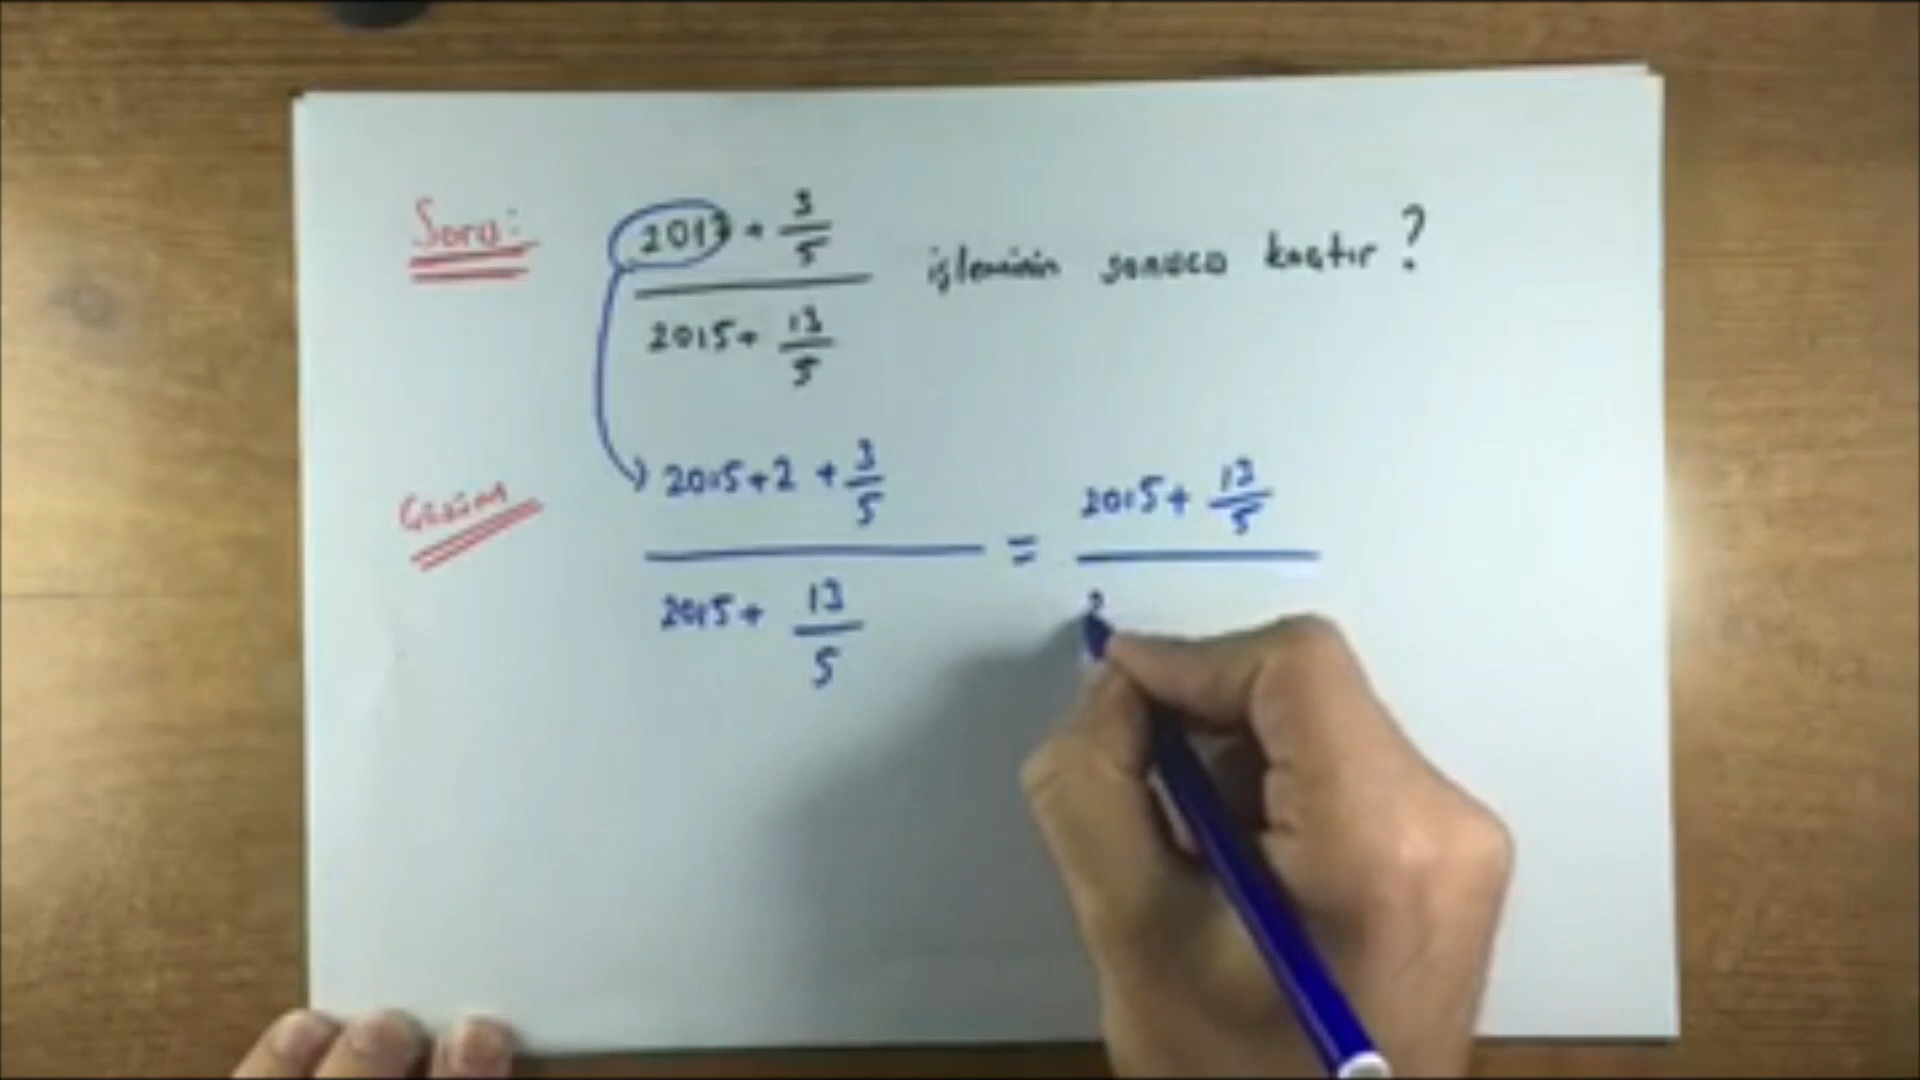 Soru: 2017 + 3/5
2015 + 13/5
işleminin sonucu kaçtır?
Çözüm
2015+2 + 3/5 = 2015 + 13/5
2015 + 13/5 2